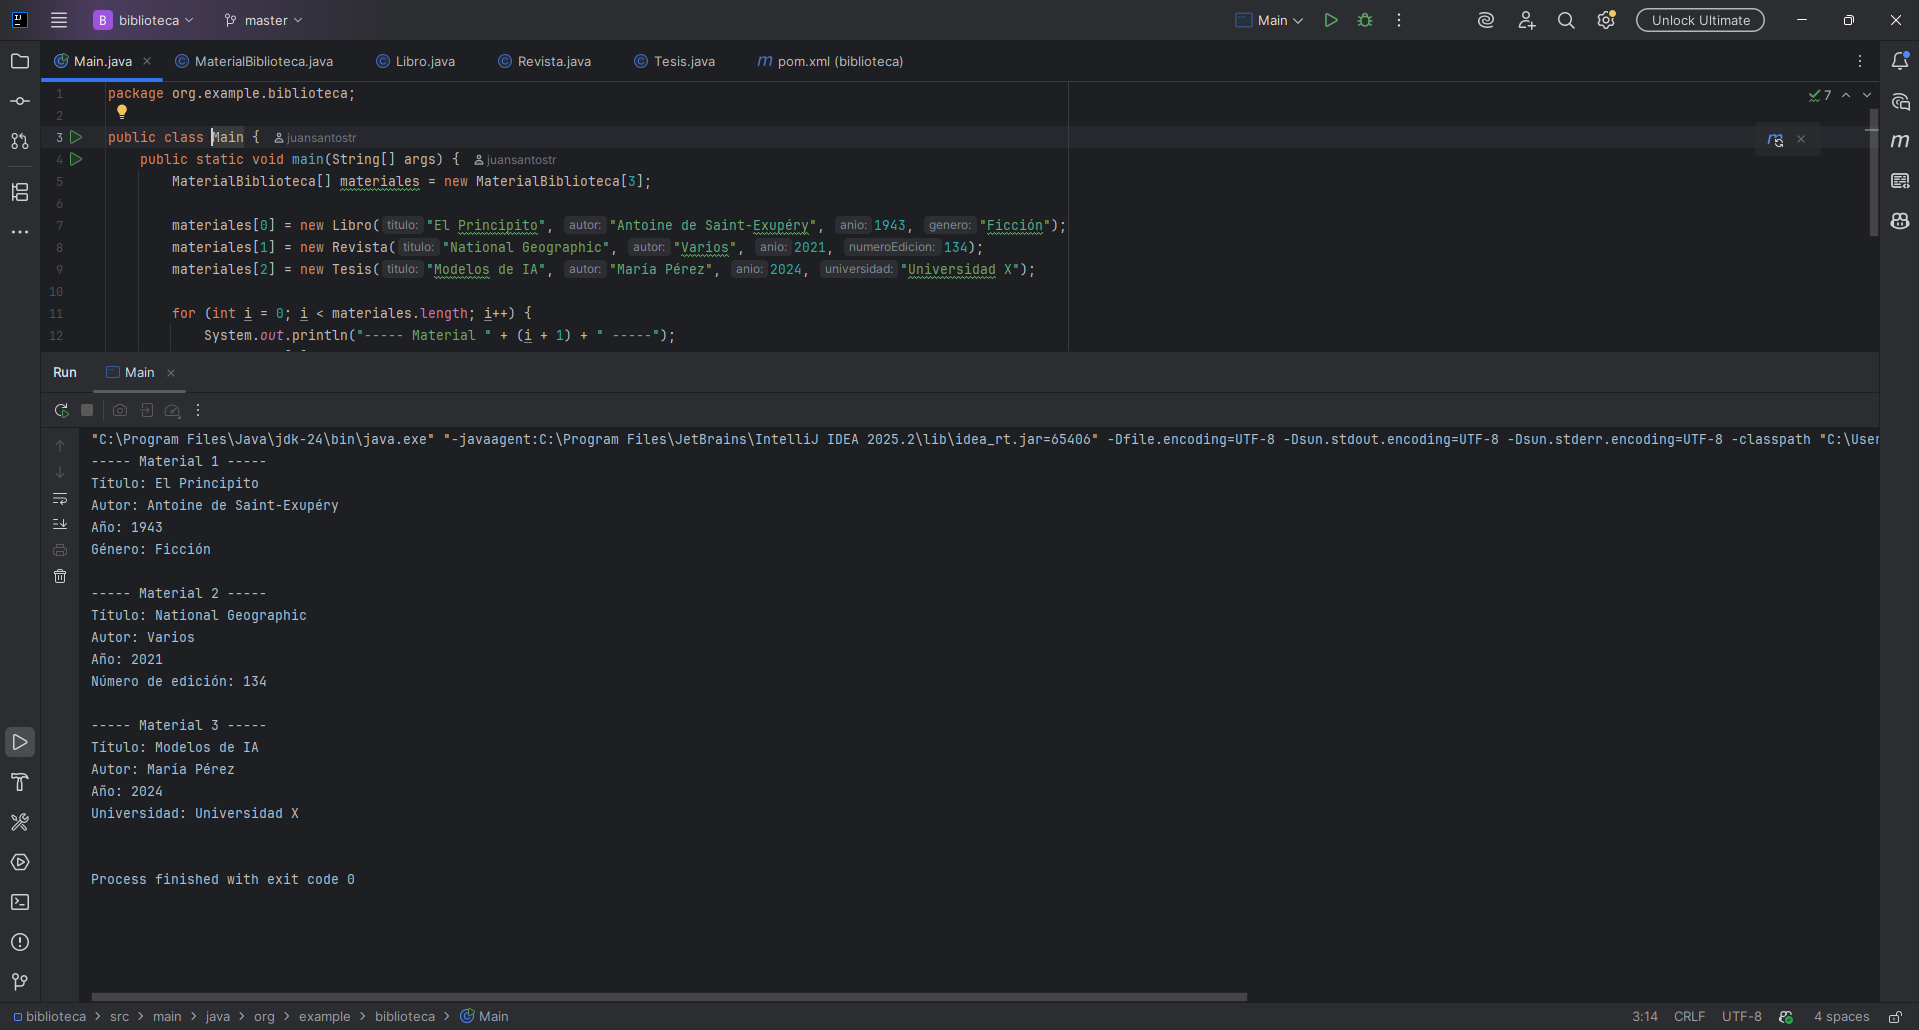 B biblioteca master Main Unlock Ultimate
Main.java MaterialBiblioteca.java Libro.java Revista.java Tesis.java m pom.xml (biblioteca)
1 package org.example.biblioteca; 7
2
3 public class Main { juansantostr
4 public static void main(String[] args) { juansantostr
5 MaterialBiblioteca[] materiales = new MaterialBiblioteca[3];
6
7 materiales[0] = new Libro( titulo: "El Principito", autor: "Antoine de Saint-Exupéry", anio: 1943, genero: "Ficción");
8 materiales[1] = new Revista( titulo: "National Geographic", autor: "Varios", anio: 2021, numeroEdicion: 134);
9 materiales[2] = new Tesis( titulo: "Modelos de IA", autor: "María Pérez", anio: 2024, universidad: "Universidad X");
10
11 for (int i = 0; i < materiales.length; i++) {
12 System.out.println("----- Material " + (i + 1) + " -----");
Run Main
"C:\Program Files\Java\jdk-24\bin\java.exe" "-javaagent:C:\Program Files\JetBrains\IntelliJ IDEA 2025.2\lib\idea_rt.jar=65406" -Dfile.encoding=UTF-8 -Dsun.stdout.encoding=UTF-8 -Dsun.stderr.encoding=UTF-8 -classpath "C:\User
----- Material 1 -----
Título: El Principito
Autor: Antoine de Saint-Exupéry
Año: 1943
Género: Ficción
----- Material 2 -----
Título: National Geographic
Autor: Varios
Año: 2021
Número de edición: 134
----- Material 3 -----
Título: Modelos de IA
Autor: María Pérez
Año: 2024
Universidad: Universidad X
Process finished with exit code 0
biblioteca > src > main > java > org > example > biblioteca > Main 3:14 CRLF UTF-8 4 spaces